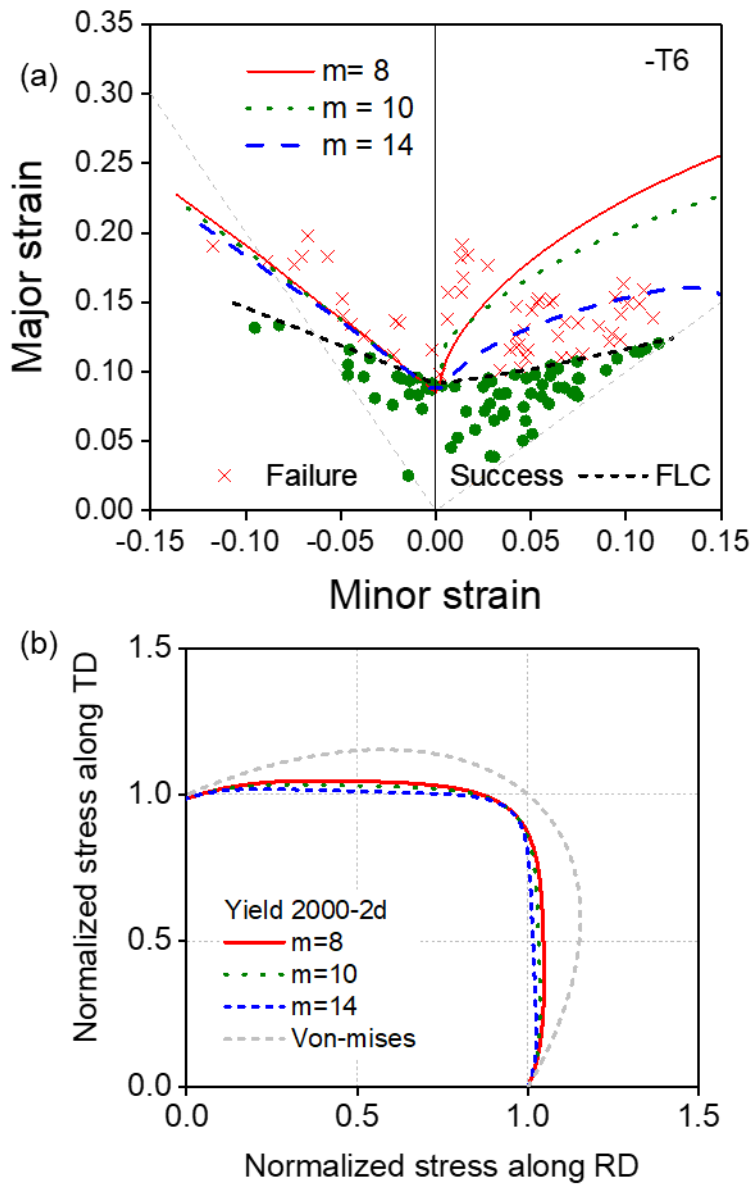 (a)
-T6
m= 8
m = 10
m = 14
Major strain
0.35
0.30
0.25
0.20
0.15
0.10
0.05
0.00
Failure
Success
FLC
-0.15
-0.10
-0.05
0.00
0.05
0.10
0.15
Minor strain
(b)
Normalized stress along TD
1.5
1.0
0.5
0.0
Yield 2000-2d
m=8
m=10
m=14
Von-mises
0.0
0.5
1.0
1.5
Normalized stress along RD